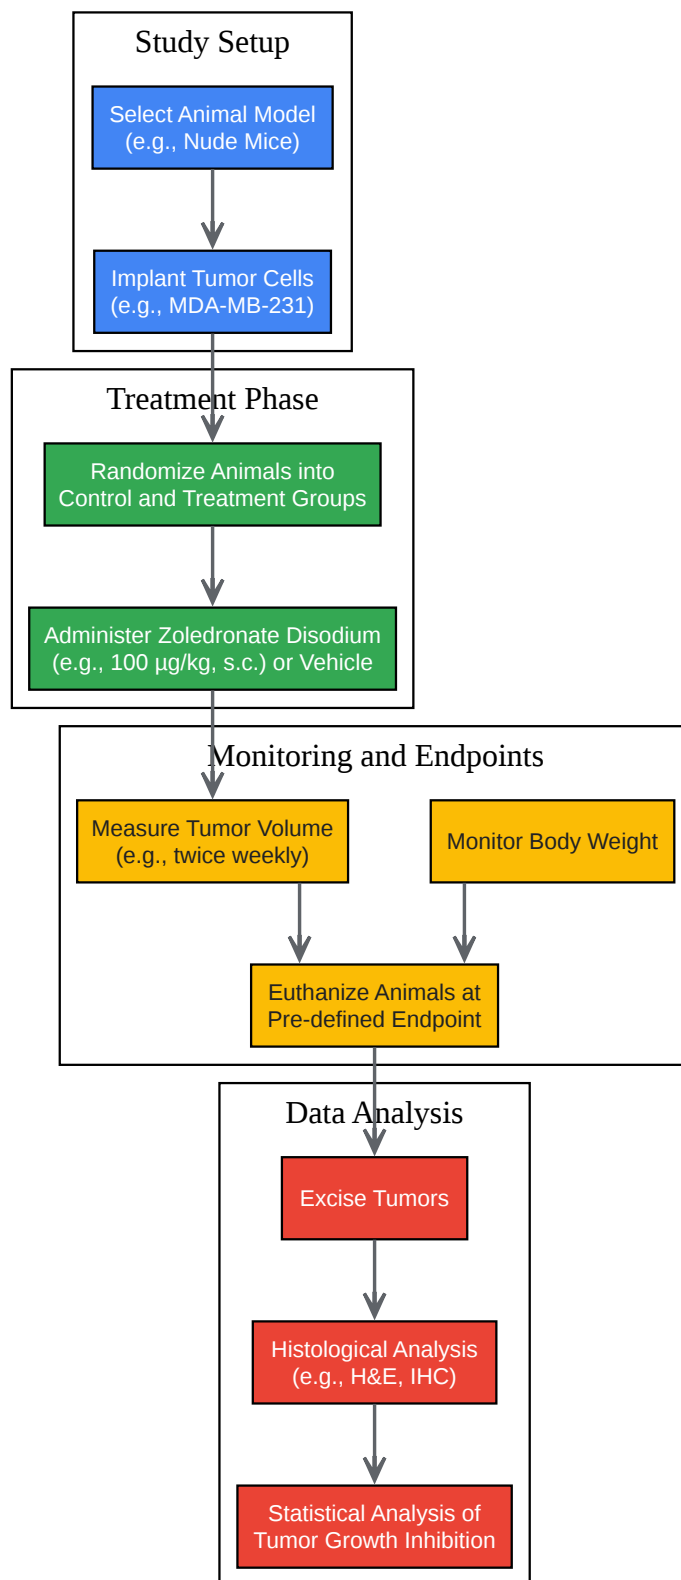 Study Setup
Select Animal Model
(e.g., Nude Mice)
Implant Tumor Cells
(e.g., MDA-MB-231)
Treatment Phase
Randomize Animals into
Control and Treatment Groups
Administer Zoledronate Disodium
(e.g., 100 µg/kg, s.c.) or Vehicle
Monitoring and Endpoints
Measure Tumor Volume
(e.g., twice weekly)
Monitor Body Weight
Euthanize Animals at
Pre-defined Endpoint
Data Analysis
Excise Tumors
Histological Analysis
(e.g., H&E, IHC)
Statistical Analysis of
Tumor Growth Inhibition